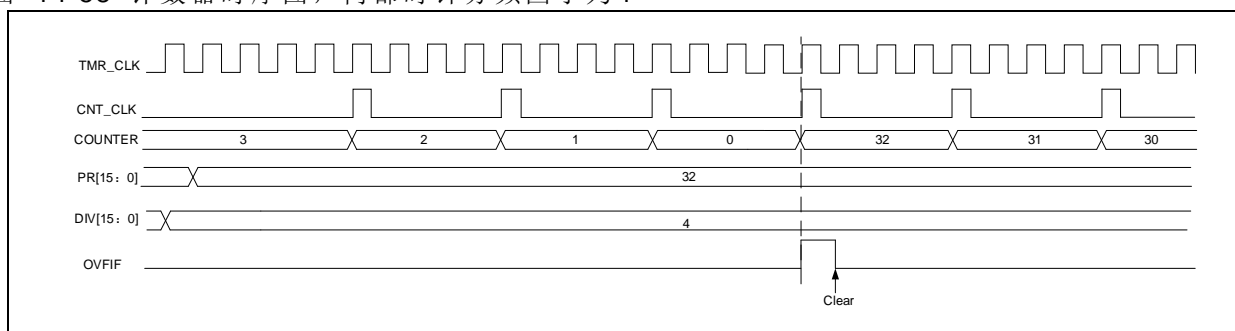 TMR_CLK
CNT_CLK
COUNTER 3 2 1 0 32 31 30
PR[15：0] 32
DIV[15：0] 4
OVFIF
Clear